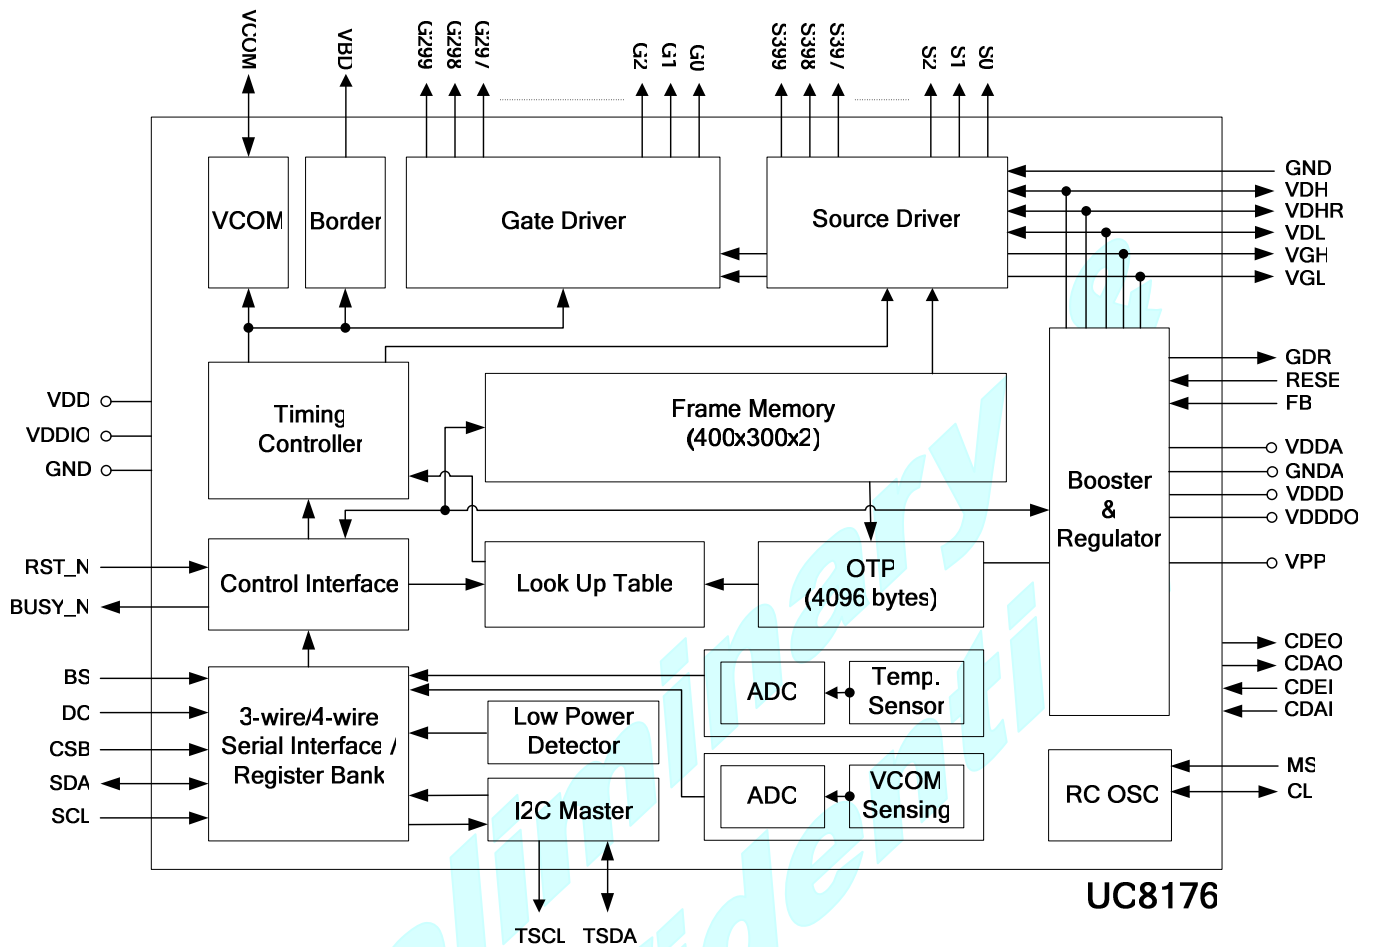 VCOM
VBD
G299
G298
G297
G2
G1
G0
S399
S398
S397
S2
S1
S0
VCOM
Border
Gate Driver
Source Driver
GND
VDH
VDHR
VDL
VGH
VGL
Timing
Controller
Frame Memory
(400x300x2)
Booster
&
Regulator
GDR
RESE
FB
VDDA
GNDA
VDDD
VDDDO
VPP
VDD
VDDIO
GND
RST_N
BUSY_N
Control Interface
Look Up Table
OTP
(4096 bytes)
BS
DC
CSB
SDA
SCL
3-wire/4-wire
Serial Interface /
Register Bank
Low Power
Detector
I2C Master
ADC
Temp.
Sensor
ADC
VCOM
Sensing
RC OSC
CDEO
CDAO
CDEI
CDAI
MS
CL
TSCL
TSDA
UC8176